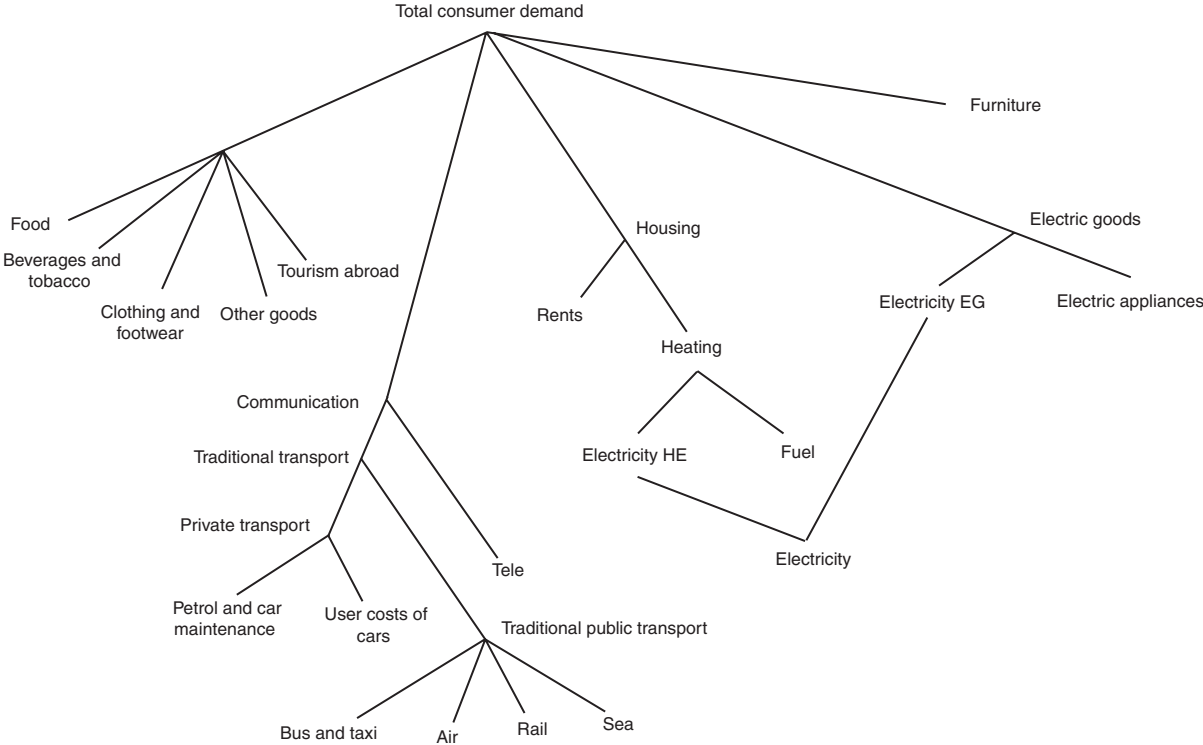 Total consumer demand
Furniture
Food
Beverages and
tobacco
Clothing and
footwear
Other goods
Tourism abroad
Housing
Rents
Heating
Electric goods
Electricity EG
Electric appliances
Communication
Traditional transport
Private transport
Electricity HE
Fuel
Electricity
Tele
Petrol and car
maintenance
User costs of
cars
Traditional public transport
Bus and taxi
Air
Rail
Sea